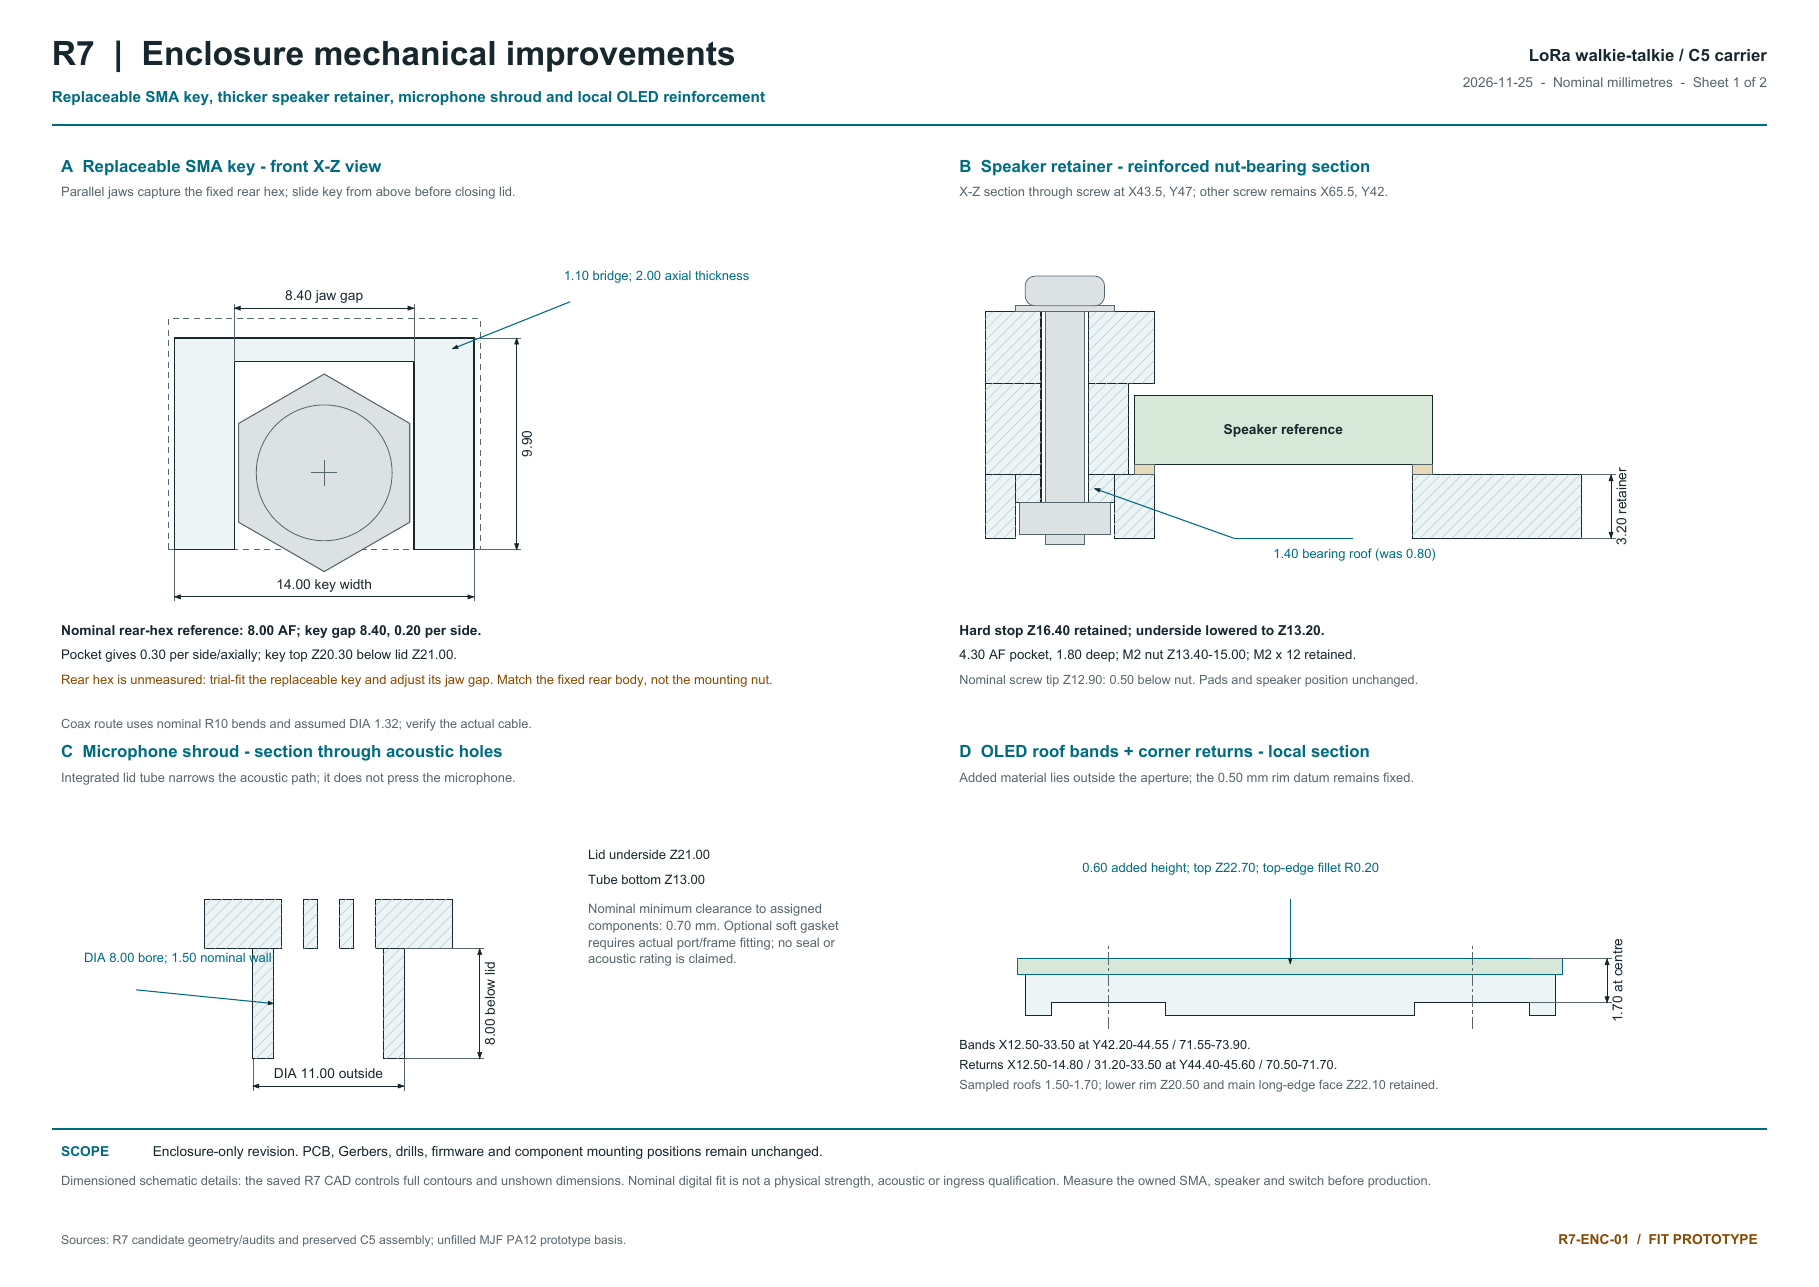 R7 | Enclosure mechanical improvements
LoRa walkie-talkie / C5 carrier
2026-11-25 - Nominal millimetres - Sheet 1 of 2
Replaceable SMA key, thicker speaker retainer, microphone shroud and local OLED reinforcement
A Replaceable SMA key - front X-Z view
Parallel jaws capture the fixed rear hex; slide key from above before closing lid.
1.10 bridge; 2.00 axial thickness
8.40 jaw gap
9.90
14.00 key width
Nominal rear-hex reference: 8.00 AF; key gap 8.40, 0.20 per side.
Pocket gives 0.30 per side/axially; key top Z20.30 below lid Z21.00.
Rear hex is unmeasured: trial-fit the replaceable key and adjust its jaw gap. Match the fixed rear body, not the mounting nut.
Coax route uses nominal R10 bends and assumed DIA 1.32; verify the actual cable.
B Speaker retainer - reinforced nut-bearing section
X-Z section through screw at X43.5, Y47; other screw remains X65.5, Y42.
Speaker reference
3.20 retainer
1.40 bearing roof (was 0.80)
Hard stop Z16.40 retained; underside lowered to Z13.20.
4.30 AF pocket, 1.80 deep; M2 nut Z13.40-15.00; M2 x 12 retained.
Nominal screw tip Z12.90: 0.50 below nut. Pads and speaker position unchanged.
C Microphone shroud - section through acoustic holes
Integrated lid tube narrows the acoustic path; it does not press the microphone.
Lid underside Z21.00
Tube bottom Z13.00
Nominal minimum clearance to assigned
components: 0.70 mm. Optional soft gasket
requires actual port/frame fitting; no seal or
acoustic rating is claimed.
DIA 8.00 bore; 1.50 nominal wall
8.00 below lid
DIA 11.00 outside
D OLED roof bands + corner returns - local section
Added material lies outside the aperture; the 0.50 mm rim datum remains fixed.
0.60 added height; top Z22.70; top-edge fillet R0.20
1.70 at centre
Bands X12.50-33.50 at Y42.20-44.55 / 71.55-73.90.
Returns X12.50-14.80 / 31.20-33.50 at Y44.40-45.60 / 70.50-71.70.
Sampled roofs 1.50-1.70; lower rim Z20.50 and main long-edge face Z22.10 retained.
SCOPE Enclosure-only revision. PCB, Gerbers, drills, firmware and component mounting positions remain unchanged.
Dimensioned schematic details: the saved R7 CAD controls full contours and unshown dimensions. Nominal digital fit is not a physical strength, acoustic or ingress qualification. Measure the owned SMA, speaker and switch before production.
Sources: R7 candidate geometry/audits and preserved C5 assembly; unfilled MJF PA12 prototype basis.
R7-ENC-01 / FIT PROTOTYPE